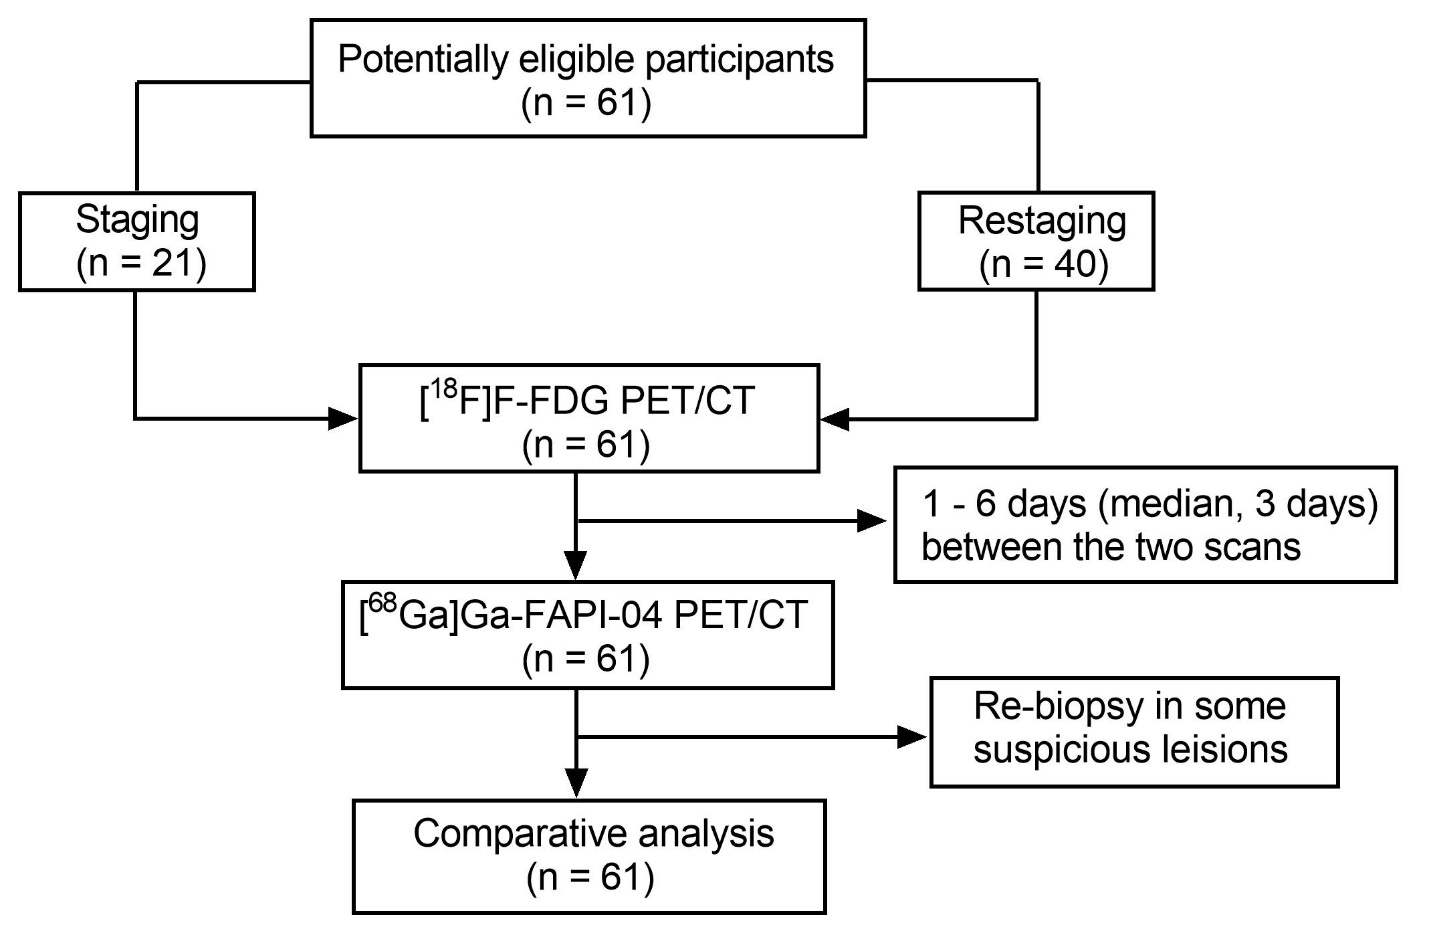 Potentially eligible participants
(n = 61)
Staging
(n = 21)
Restaging
(n = 40)
[¹⁸F]F-FDG PET/CT
(n = 61)
1 - 6 days (median, 3 days)
between the two scans
[⁶⁸Ga]Ga-FAPI-04 PET/CT
(n = 61)
Re-biopsy in some
suspicious leisions
Comparative analysis
(n = 61)